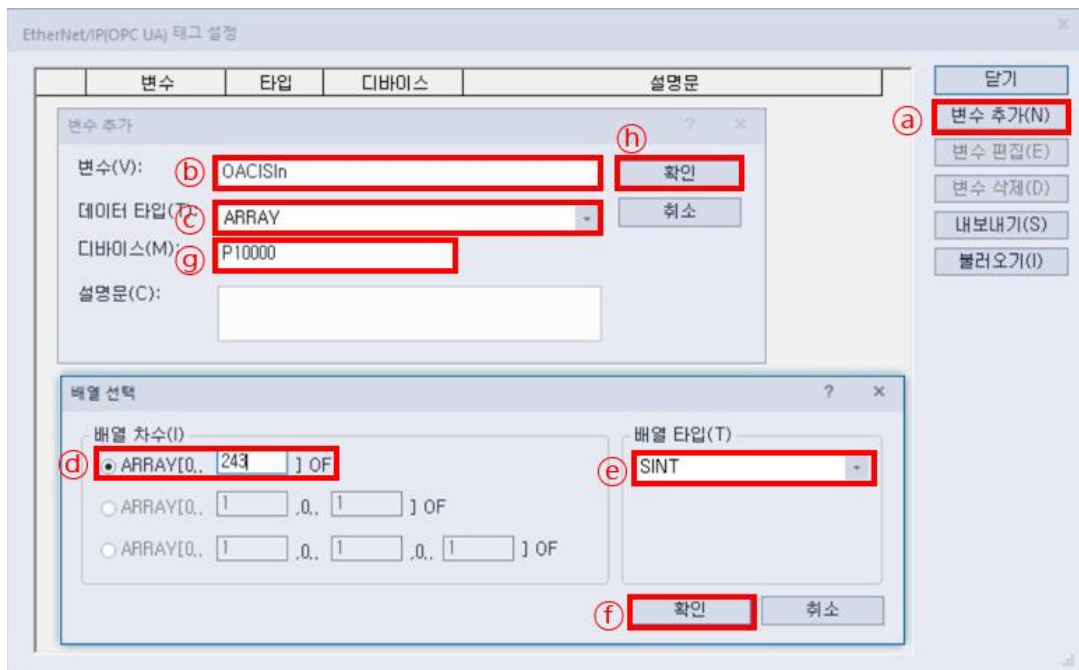 EtherNet/IP(OPC UA) 태그 설정
변수 타입 디바이스 설명문
닫기
ⓐ 변수 추가(N)
변수 편집(E)
변수 삭제(D)
내보내기(S)
불러오기(I)
변수 추가 ? ×
변수(V): ⓑ OACISIn ⓗ 확인
데이터 타입(T): ⓒ ARRAY 취소
디바이스(M): ⓖ P10000
설명문(C):
배열 선택 ? ×
배열 차수(I)
ⓓ ARRAY[0,, 243 ] OF
ARRAY[0,, 1 ,0,, 1 ] OF
ARRAY[0,, 1 ,0,, 1 ,0,, 1 ] OF
배열 타입(T)
ⓔ SINT
ⓕ 확인 취소